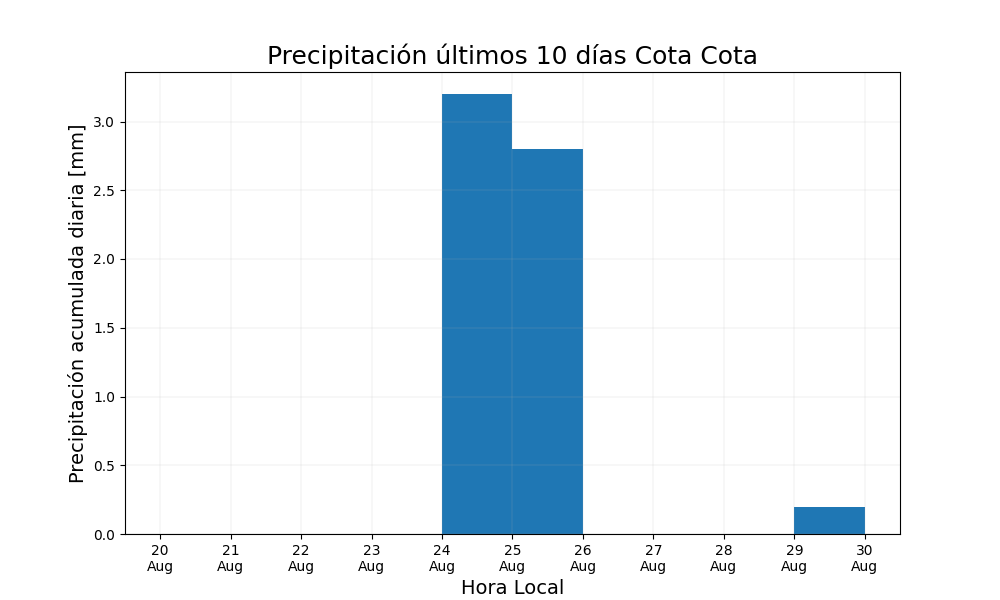 Precipitación últimos 10 días Cota Cota
Precipitación acumulada diaria [mm]
3.0
2.5
2.0
1.5
1.0
0.5
0.0
20 21 22 23 24 25 26 27 28 29 30
Aug Aug Aug Aug Aug Aug Aug Aug Aug Aug Aug
Hora Local